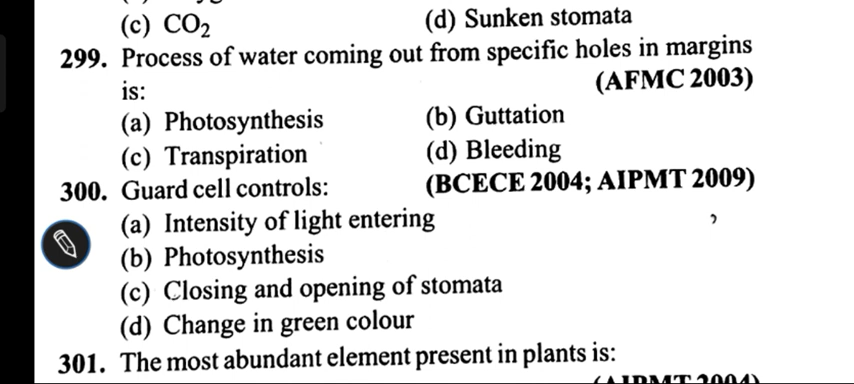 (c) CO₂ (d) Sunken stomata
299. Process of water coming out from specific holes in margins
is: (AFMC 2003)
(a) Photosynthesis (b) Guttation
(c) Transpiration (d) Bleeding
300. Guard cell controls: (BCECE 2004; AIPMT 2009)
(a) Intensity of light entering
(b) Photosynthesis
(c) Closing and opening of stomata
(d) Change in green colour
301. The most abundant element present in plants is:
(AIPMT 2004)